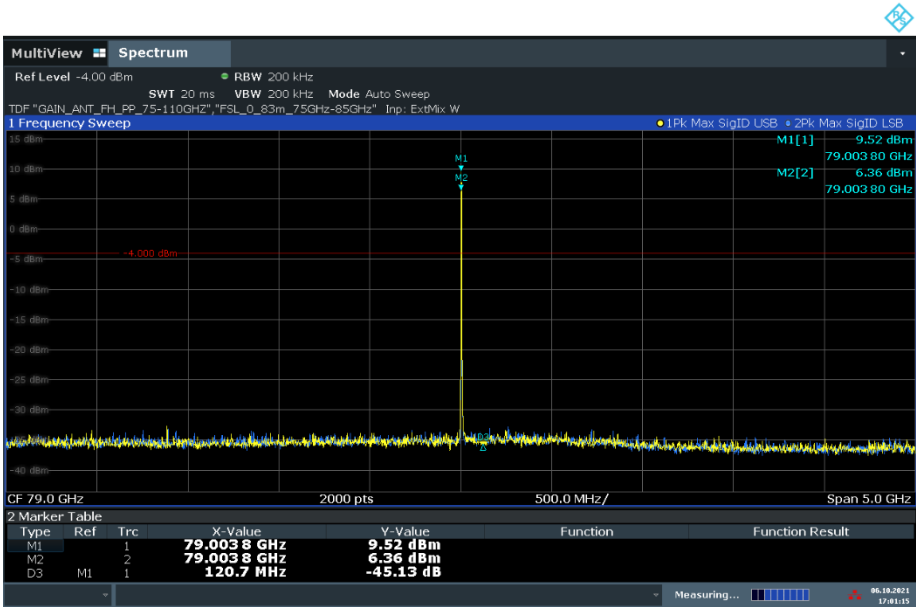 R&S
MultiView Spectrum
Ref Level -4.00 dBm RBW 200 kHz
SWT 20 ms VBW 200 kHz Mode Auto Sweep
TDF "GAIN_ANT_FH_PP_75-110GHZ","FSL_0_83m_75GHz-85GHz" Inp: ExtMix W
1 Frequency Sweep 1Pk Max SigID USB 2Pk Max SigID LSB
15 dBm
M1[1] 9.52 dBm
79.003 80 GHz
M1
10 dBm
M2
M2[2] 6.36 dBm
79.003 80 GHz
5 dBm
0 dBm
-4.000 dBm
-5 dBm
-10 dBm
-15 dBm
-20 dBm
-25 dBm
-30 dBm
D3
-40 dBm
CF 79.0 GHz 2000 pts 500.0 MHz/ Span 5.0 GHz
2 Marker Table
Type Ref Trc X-Value Y-Value Function Function Result
M1 1 79.003 8 GHz 9.52 dBm
M2 2 79.003 8 GHz 6.36 dBm
D3 M1 1 120.7 MHz -45.13 dB
Measuring... 06.10.2021
17:01:15